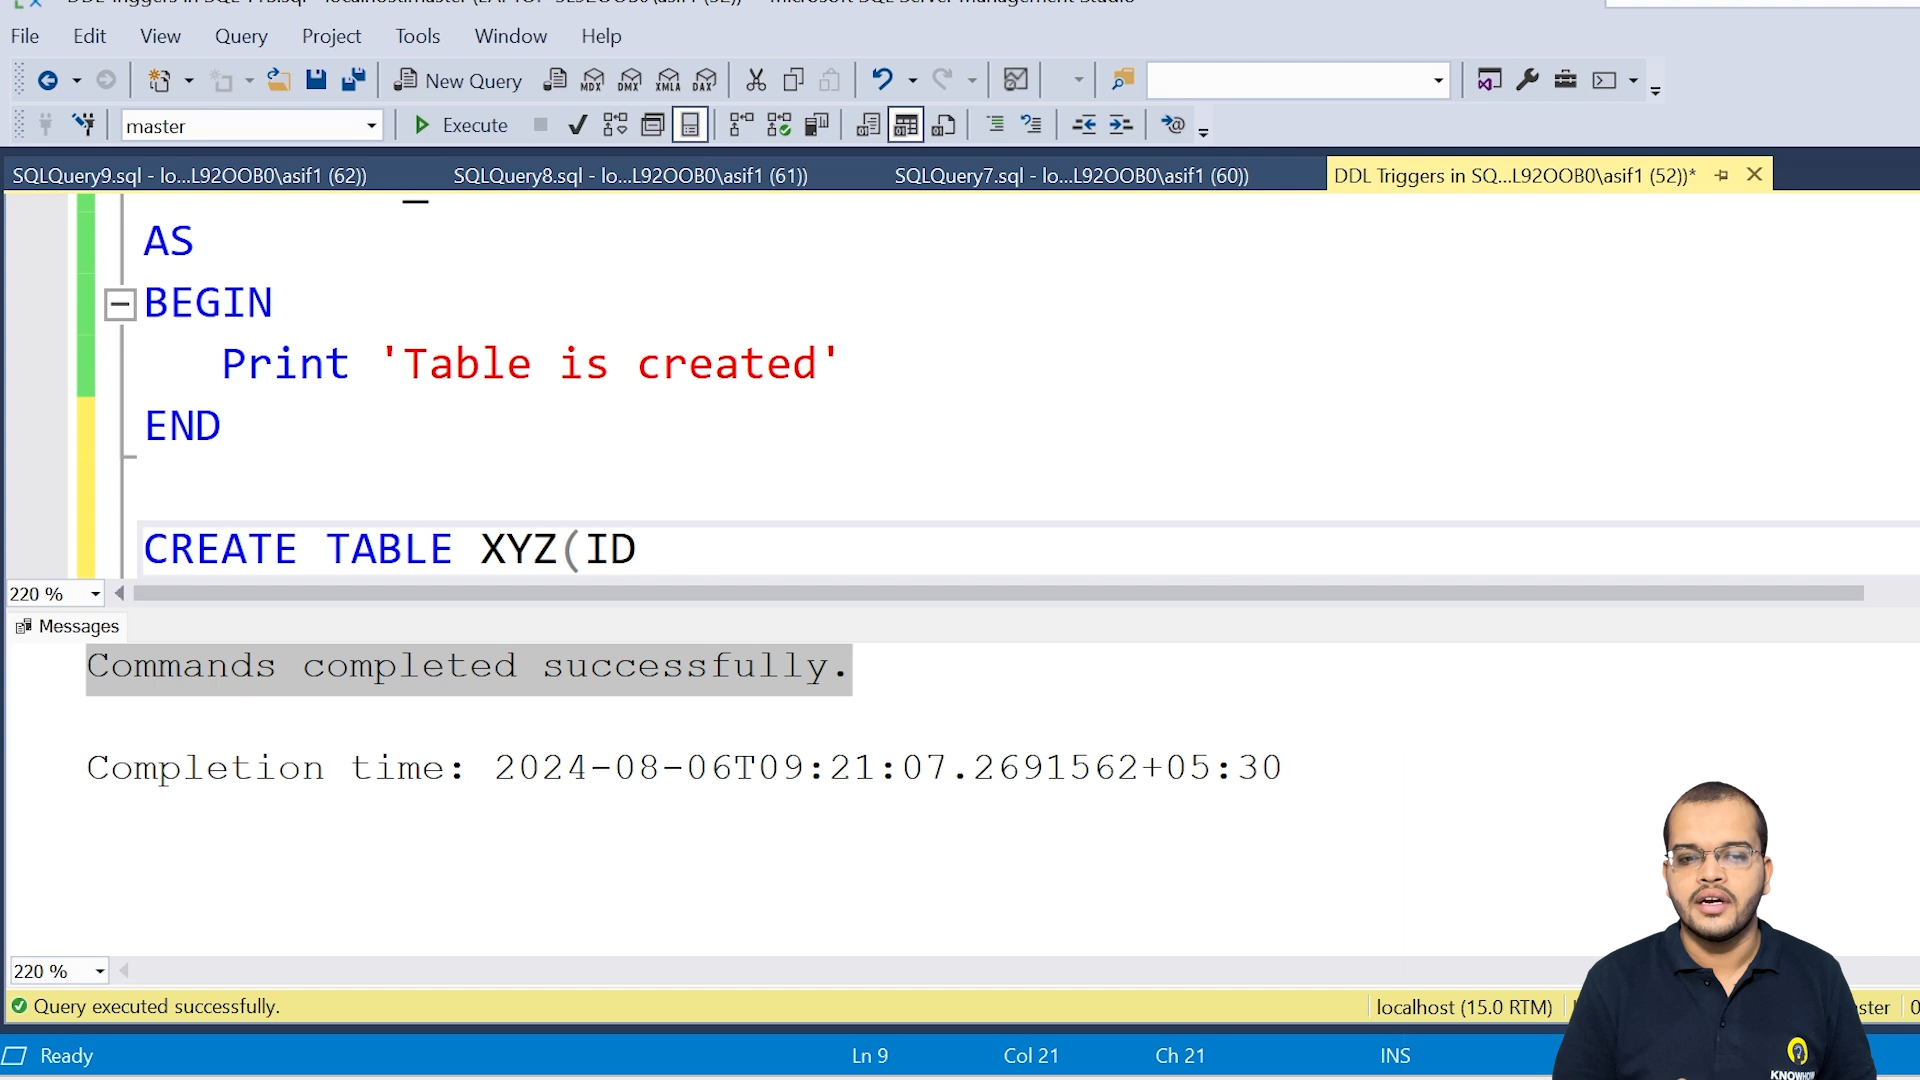 File Edit View Query Project Tools Window Help
New Query MDX DMX XMLA DAX
master Execute
SQLQuery9.sql - lo...L92OOB0\asif1 (62)) SQLQuery8.sql - lo...L92OOB0\asif1 (61)) SQLQuery7.sql - lo...L92OOB0\asif1 (60)) DDL Triggers in SQ...L92OOB0\asif1 (52))*
AS
BEGIN
Print 'Table is created'
END
CREATE TABLE XYZ(ID
220 %
Messages
Commands completed successfully.
Completion time: 2024-08-06T09:21:07.2691562+05:30
220 %
Query executed successfully. localhost (15.0 RTM)
Ready Ln 9 Col 21 Ch 21 INS